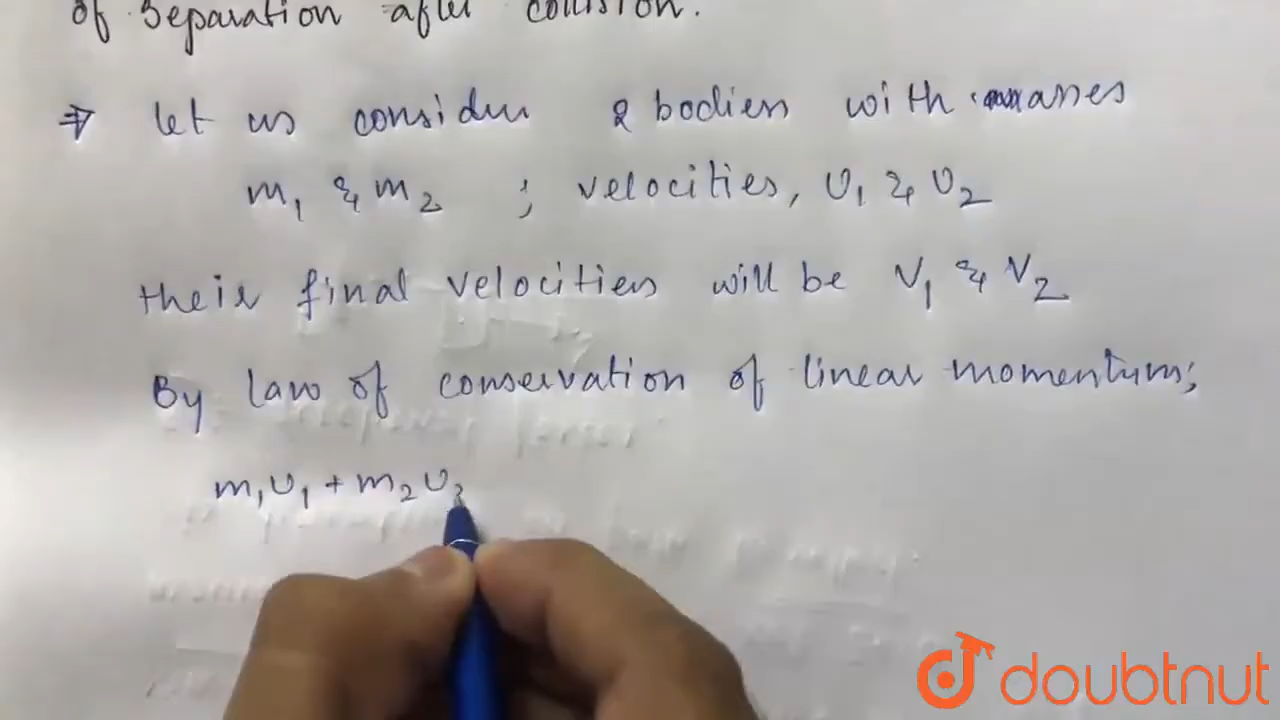 of Separation after collision.
⇒ let us consider 2 bodies with masses
m₁ & m₂ ; velocities, u₁ & u₂
their final velocities will be v₁ & v₂
By law of conservation of linear momentum;
m₁u₁ + m₂u₂
doubtnut